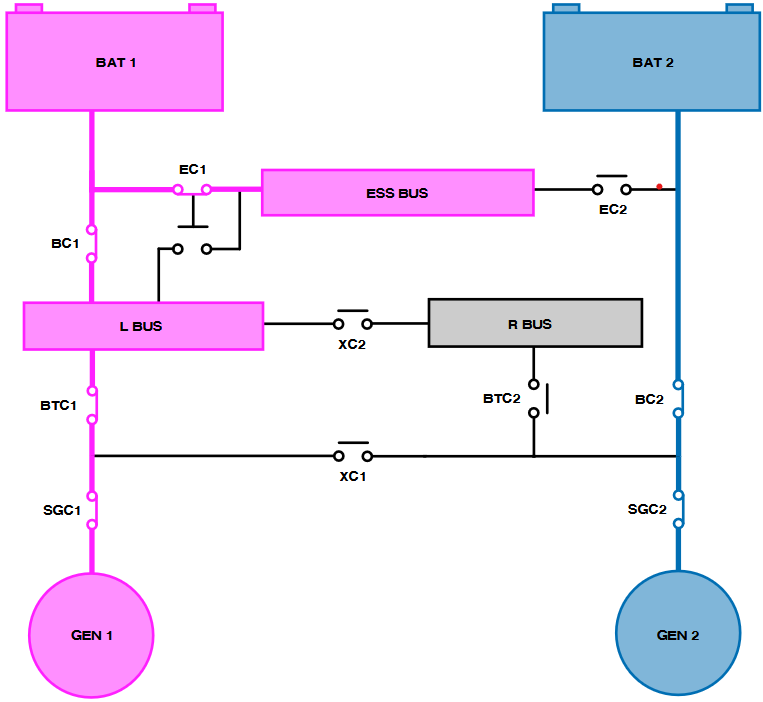 BAT 1
BAT 2
EC1
ESS BUS
EC2
BC1
L BUS
XC2
R BUS
BTC1
BTC2
BC2
XC1
SGC1
SGC2
GEN 1
GEN 2